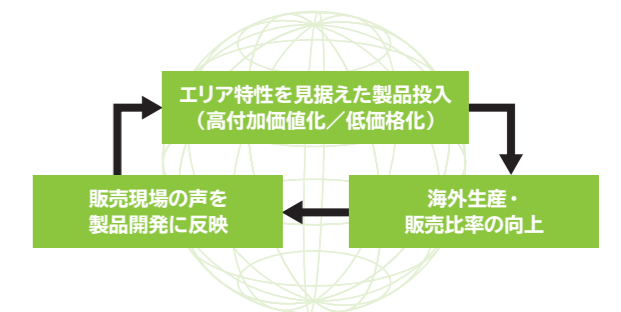 エリア特性を見据えた製品投入
（高付加価値化／低価格化）
海外生産・
販売比率の向上
販売現場の声を
製品開発に反映